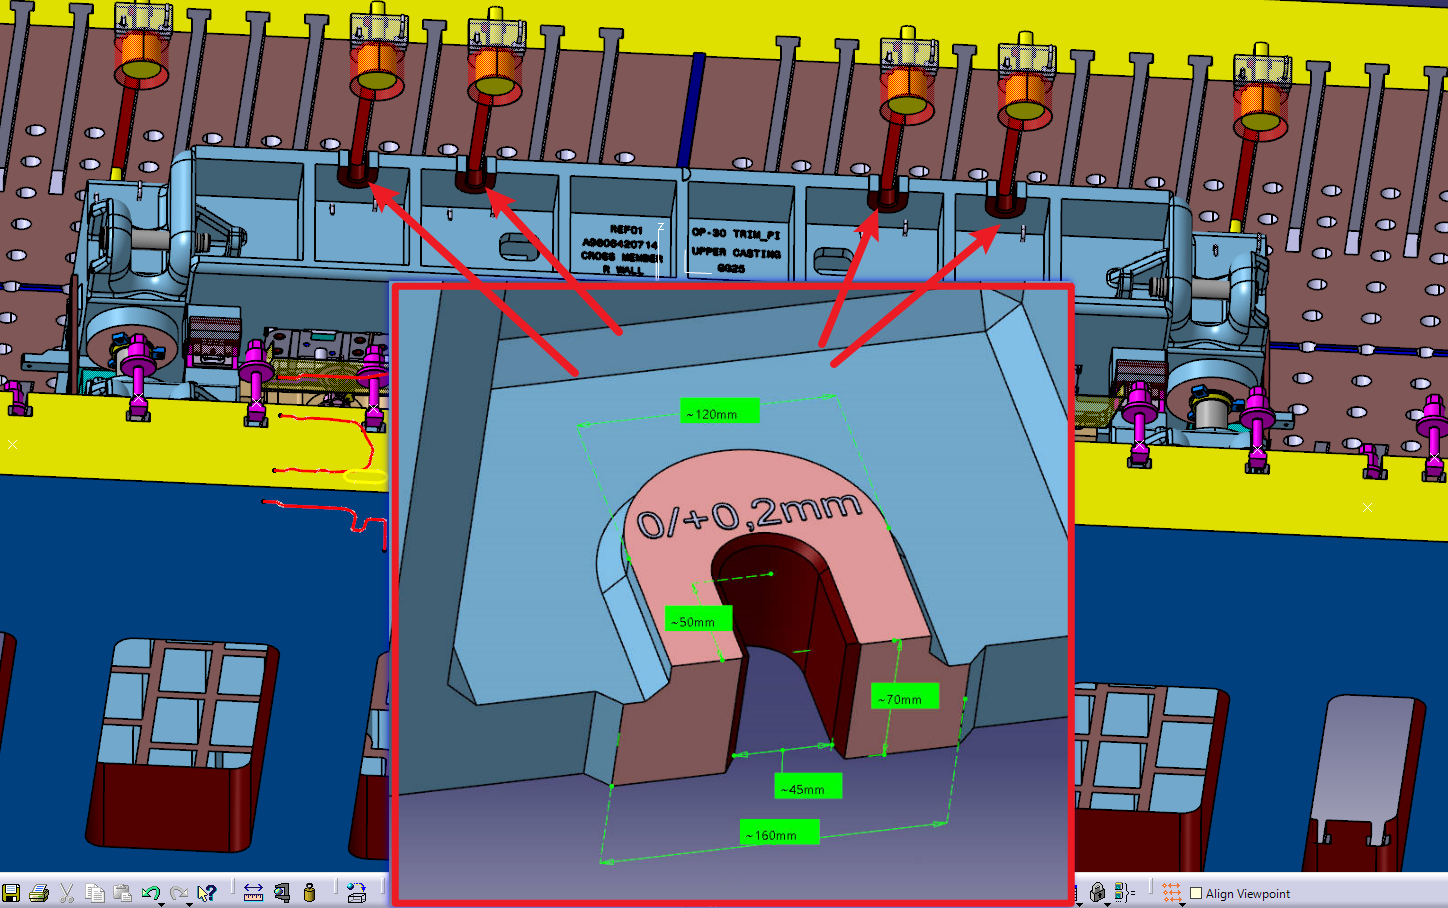 REF01
A9606420714
CROSS MEMBER
R WALL
OP-30 TRIM_PI
UPPER CASTING
GG25
~120mm
0/+0,2mm
~50mm
~70mm
~45mm
~160mm
Align Viewpoint